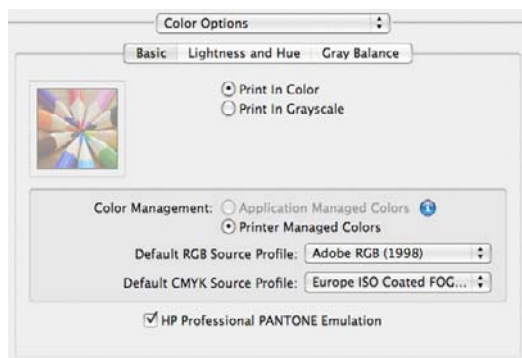 Color Options
Basic Lightness and Hue Gray Balance
Print In Color
Print In Grayscale
Color Management: Application Managed Colors
Printer Managed Colors
Default RGB Source Profile: Adobe RGB (1998)
Default CMYK Source Profile: Europe ISO Coated FOG...
HP Professional PANTONE Emulation